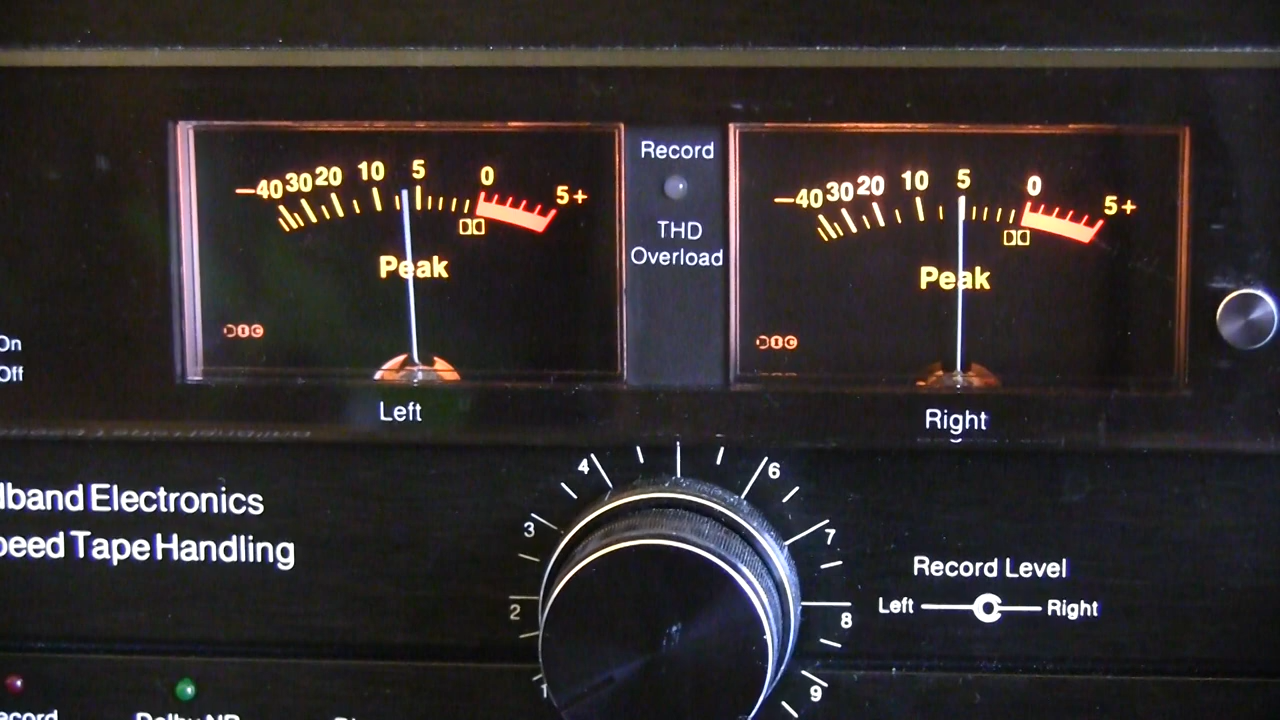 Record
-40 30 20 10 5 0 5+
-40 30 20 10 5 0 5+
THD
Overload
Peak
Peak
On
Off
Left
Right
dband Electronics
peed Tape Handling
4
6
3
7
2
8
1
9
Record Level
Left
Right
ecord
Dolby NR